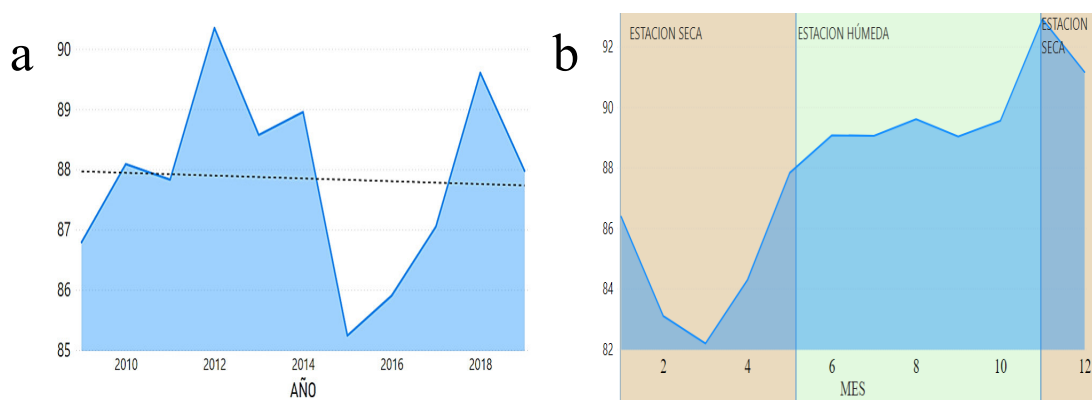 a
90
89
88
87
86
85
2010 2012 2014 2016 2018
AÑO
b
ESTACION SECA
ESTACION HÚMEDA
ESTACION
SECA
92
90
88
86
84
82
2 4 6 8 10 12
MES